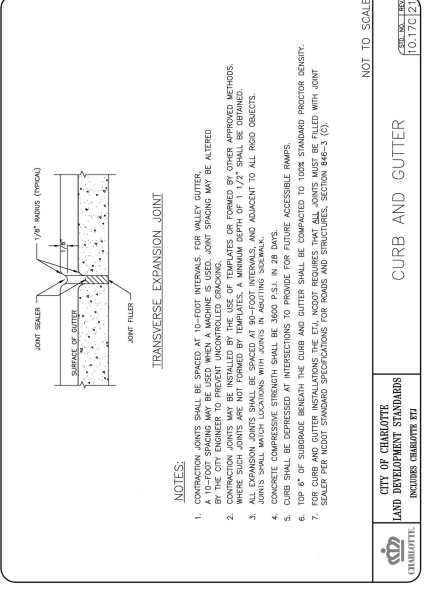 JOINT SEALER
1/8" RADIUS (TYPICAL)
SURFACE OF GUTTER
1/8"
JOINT FILLER
TRANSVERSE EXPANSION JOINT
NOTES:
1. CONTRACTION JOINTS SHALL BE SPACED AT 10-FOOT INTERVALS. FOR VALLEY GUTTER,
A 10-FOOT SPACING MAY BE USED WHEN A MACHINE IS USED. JOINT SPACING MAY BE ALTERED
BY THE CITY ENGINEER TO PREVENT UNCONTROLLED CRACKING.
2. CONTRACTION JOINTS MAY BE INSTALLED BY THE USE OF TEMPLATES OR FORMED BY OTHER APPROVED METHODS.
WHERE SUCH JOINTS ARE NOT FORMED BY TEMPLATES, A MINIMUM DEPTH OF 1 1/2" SHALL BE OBTAINED.
3. ALL EXPANSION JOINTS SHALL BE SPACED AT 90-FOOT INTERVALS, AND ADJACENT TO ALL RIGID OBJECTS.
JOINTS SHALL MATCH LOCATIONS WITH JOINTS IN ABUTTING SIDEWALK.
4. CONCRETE COMPRESSIVE STRENGTH SHALL BE 3600 P.S.I. IN 28 DAYS.
5. CURB SHALL BE DEPRESSED AT INTERSECTIONS TO PROVIDE FOR FUTURE ACCESSIBLE RAMPS.
6. TOP 6" OF SUBGRADE BENEATH THE CURB AND GUTTER SHALL BE COMPACTED TO 100% STANDARD PROCTOR DENSITY.
7. FOR CURB AND GUTTER INSTALLATIONS THE ETJ, NCDOT REQUIRES THAT ALL JOINTS MUST BE FILLED WITH JOINT
SEALER PER NCDOT STANDARD SPECIFICATIONS FOR ROADS AND STRUCTURES, SECTION 846-3 (C).
NOT TO SCALE
CHARLOTTE.
CITY OF CHARLOTTE
LAND DEVELOPMENT STANDARDS
INCLUDES CHARLOTTE ETJ
CURB AND GUTTER
STD. NO. REV.
10.17C 21